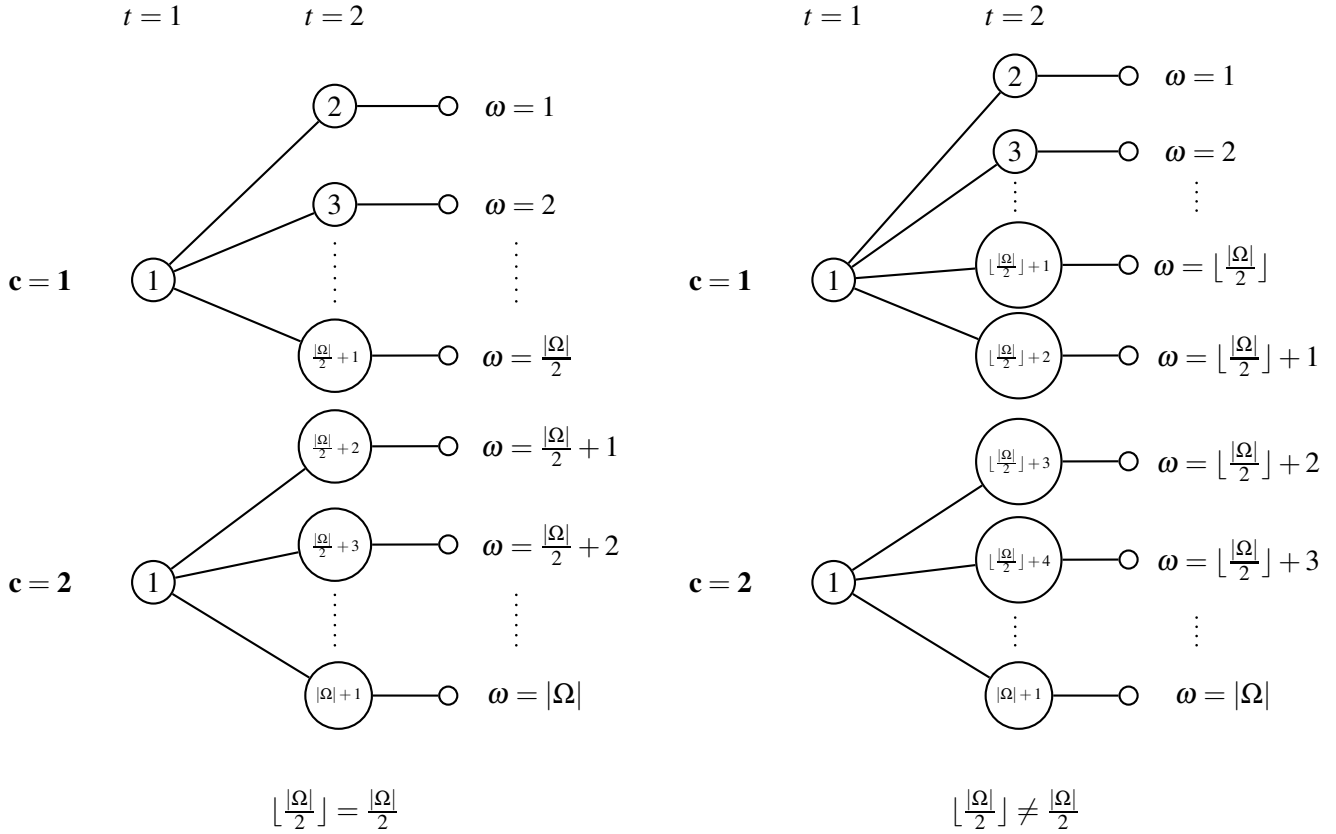 t = 1 t = 2
2 ω = 1
3 ω = 2
c = 1 1
|Ω|/2 + 1 ω = |Ω|/2
|Ω|/2 + 2 ω = |Ω|/2 + 1
|Ω|/2 + 3 ω = |Ω|/2 + 2
c = 2 1
|Ω| + 1 ω = |Ω|
⌊|Ω|/2⌋ = |Ω|/2
t = 1 t = 2
2 ω = 1
3 ω = 2
⌊|Ω|/2⌋ + 1 ω = ⌊|Ω|/2⌋
c = 1 1
⌊|Ω|/2⌋ + 2 ω = ⌊|Ω|/2⌋ + 1
⌊|Ω|/2⌋ + 3 ω = ⌊|Ω|/2⌋ + 2
⌊|Ω|/2⌋ + 4 ω = ⌊|Ω|/2⌋ + 3
c = 2 1
|Ω| + 1 ω = |Ω|
⌊|Ω|/2⌋ ≠ |Ω|/2